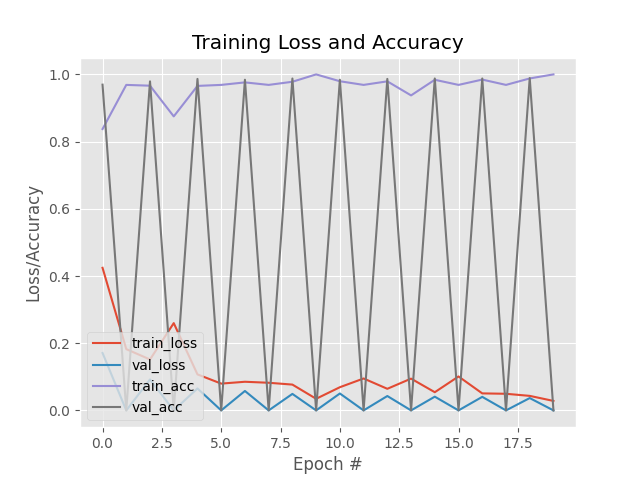 Training Loss and Accuracy
1.0
0.8
0.6
0.4
0.2
0.0
Loss/Accuracy
train_loss
val_loss
train_acc
val_acc
0.0 2.5 5.0 7.5 10.0 12.5 15.0 17.5
Epoch #